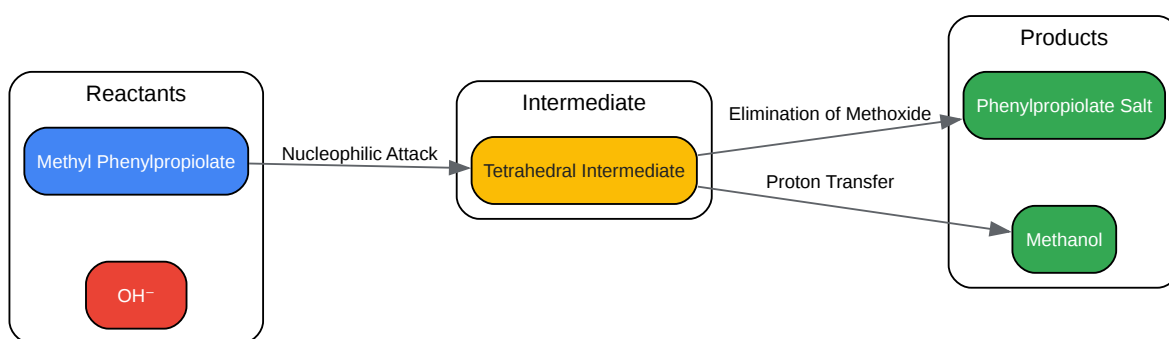 Reactants
Methyl Phenylpropiolate
OH⁻
Nucleophilic Attack
Intermediate
Tetrahedral Intermediate
Elimination of Methoxide
Proton Transfer
Products
Phenylpropiolate Salt
Methanol